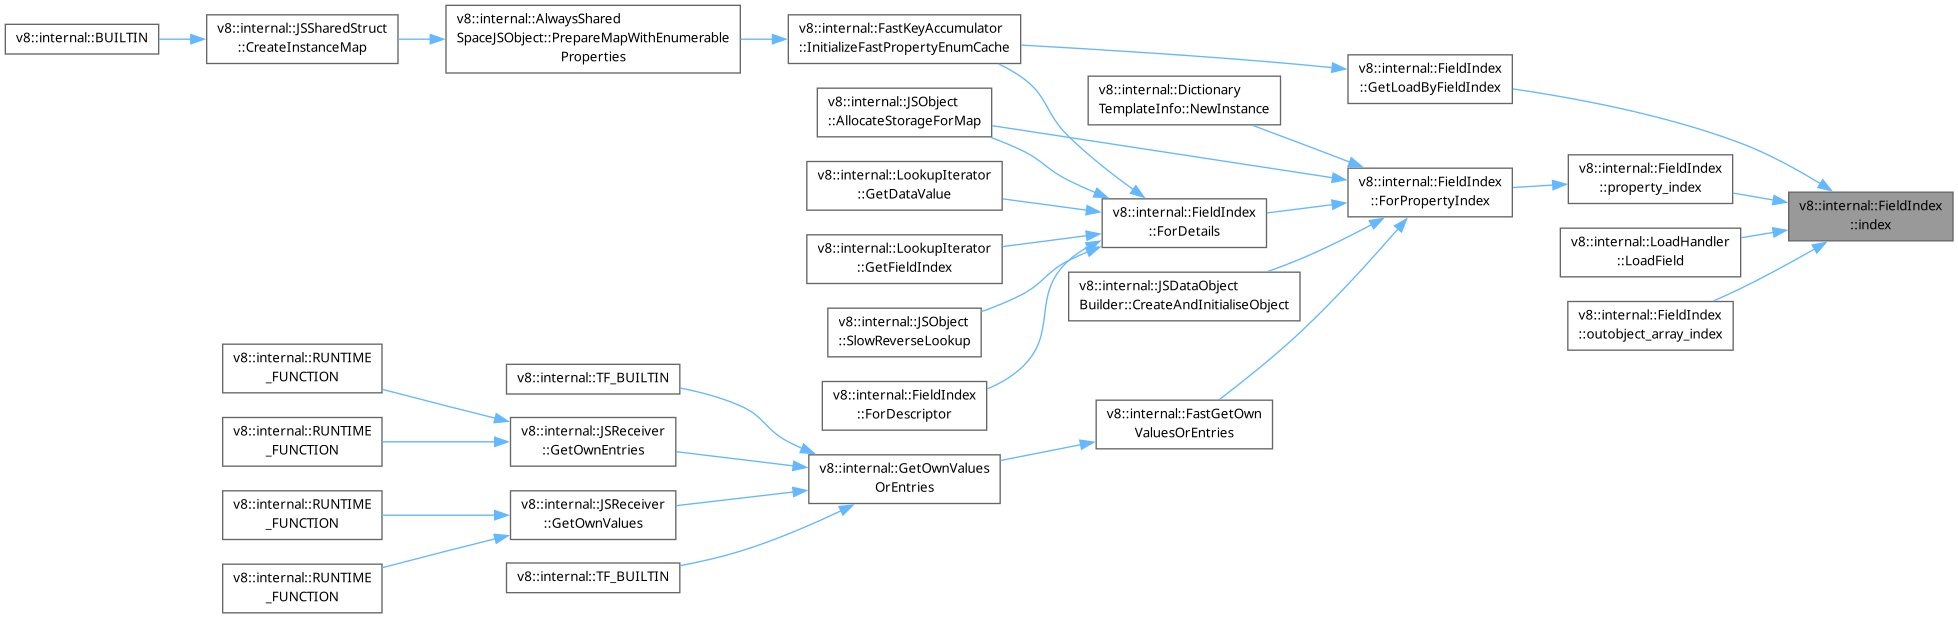 v8::internal::BUILTIN
v8::internal::JSSharedStruct
::CreateInstanceMap
v8::internal::AlwaysShared
SpaceJSObject::PrepareMapWithEnumerable
Properties
v8::internal::FastKeyAccumulator
::InitializeFastPropertyEnumCache
v8::internal::FieldIndex
::GetLoadByFieldIndex
v8::internal::Dictionary
TemplateInfo::NewInstance
v8::internal::JSObject
::AllocateStorageForMap
v8::internal::LookupIterator
::GetDataValue
v8::internal::FieldIndex
::ForPropertyIndex
v8::internal::FieldIndex
::property_index
v8::internal::FieldIndex
::index
v8::internal::FieldIndex
::ForDetails
v8::internal::LookupIterator
::GetFieldIndex
v8::internal::LoadHandler
::LoadField
v8::internal::JSDataObject
Builder::CreateAndInitialiseObject
v8::internal::FieldIndex
::outobject_array_index
v8::internal::JSObject
::SlowReverseLookup
v8::internal::RUNTIME
_FUNCTION
v8::internal::TF_BUILTIN
v8::internal::FieldIndex
::ForDescriptor
v8::internal::FastGetOwn
ValuesOrEntries
v8::internal::RUNTIME
_FUNCTION
v8::internal::JSReceiver
::GetOwnEntries
v8::internal::GetOwnValues
OrEntries
v8::internal::RUNTIME
_FUNCTION
v8::internal::JSReceiver
::GetOwnValues
v8::internal::RUNTIME
_FUNCTION
v8::internal::TF_BUILTIN